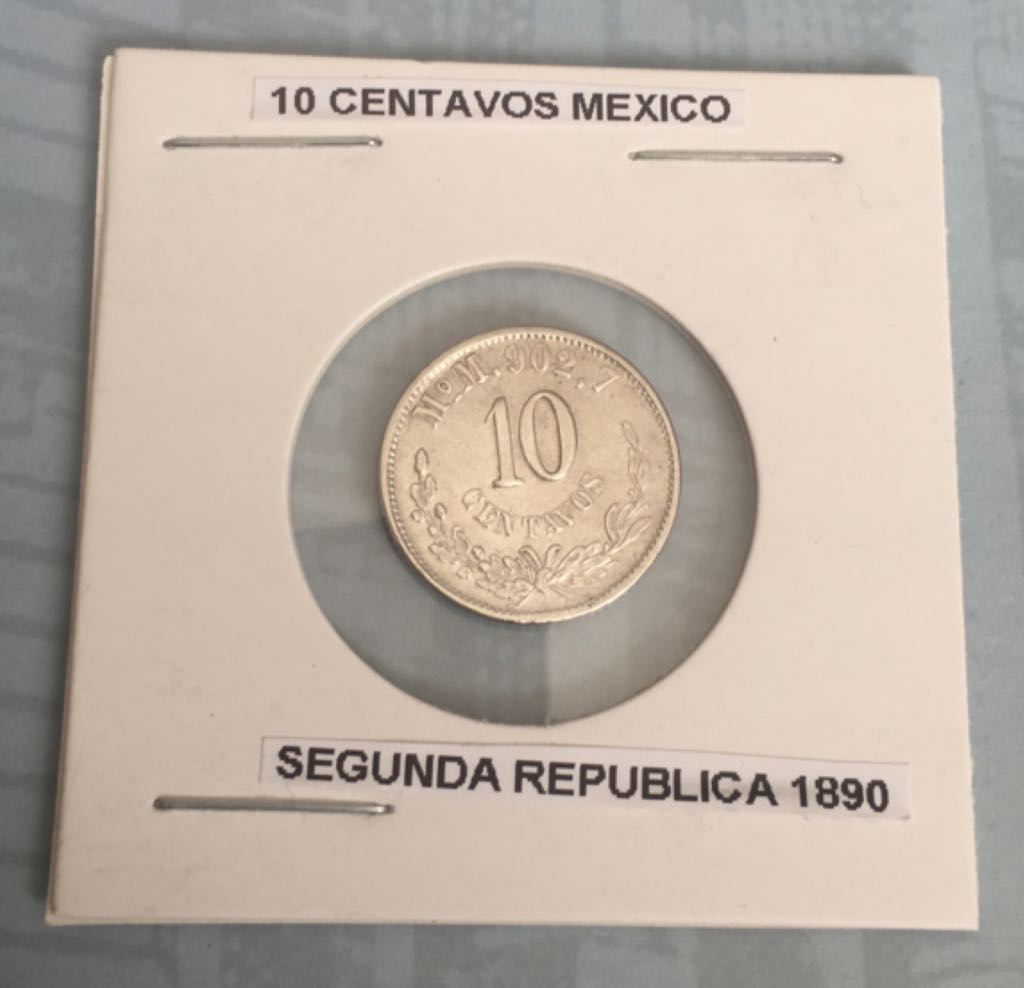 10 CENTAVOS MEXICO
Mo M. 902.7
10
CENTAVOS
SEGUNDA REPUBLICA 1890